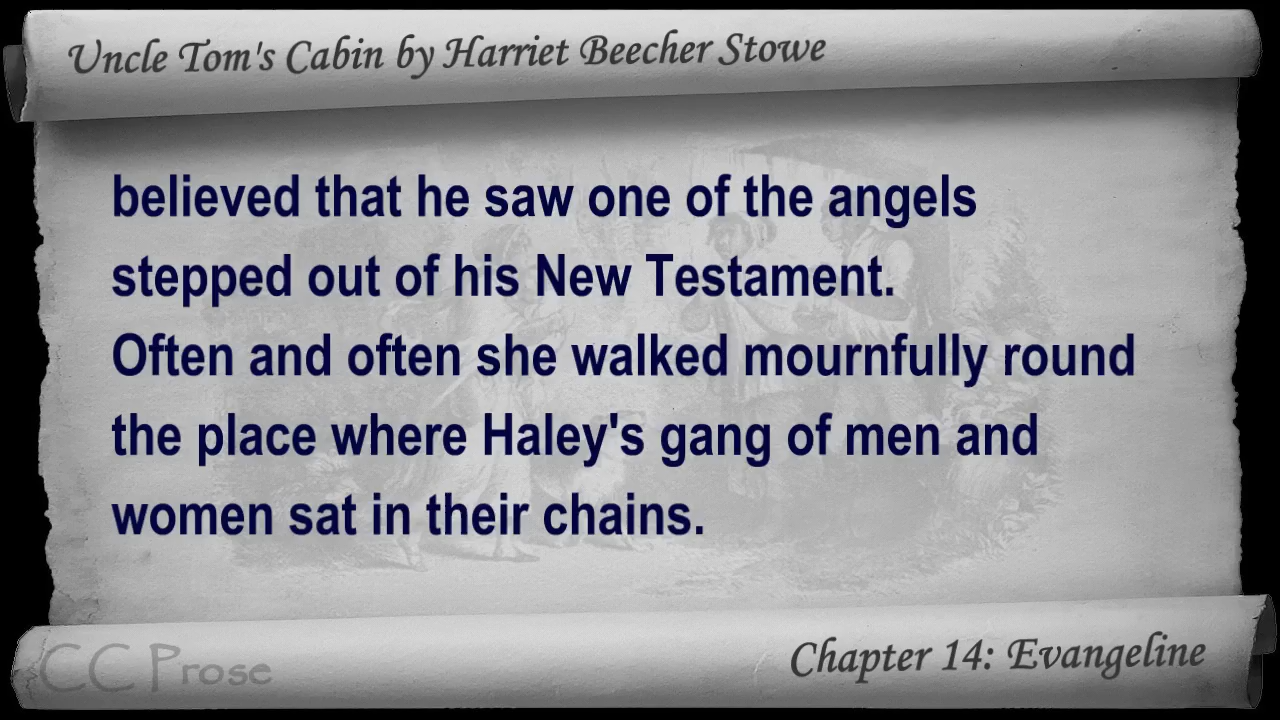 Uncle Tom's Cabin by Harriet Beecher Stowe
believed that he saw one of the angels
stepped out of his New Testament.
Often and often she walked mournfully round
the place where Haley's gang of men and
women sat in their chains.
CC Prose
Chapter 14: Evangeline